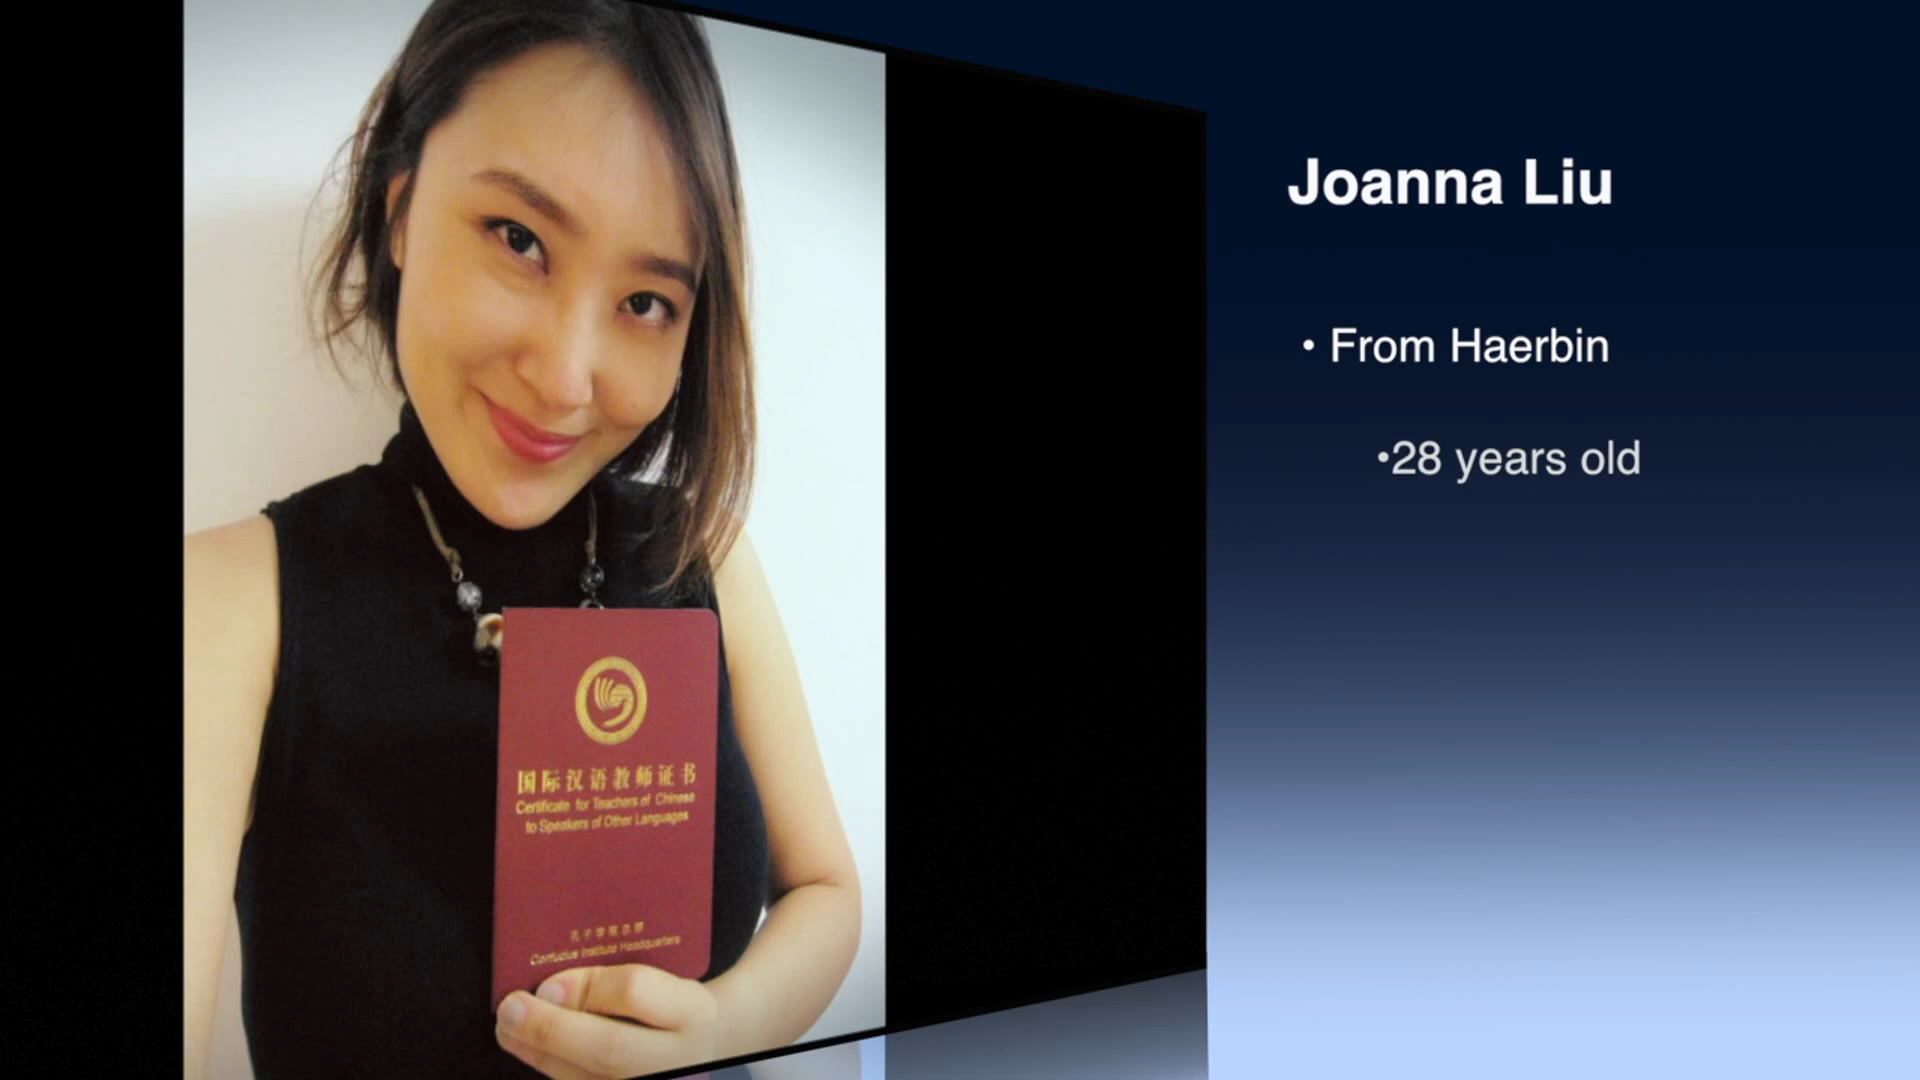 Joanna Liu
• From Haerbin
•28 years old
国际汉语教师证书
Certificate for Teachers of Chinese
to Speakers of Other Languages
孔子学院总部
Confucius Institute Headquarters